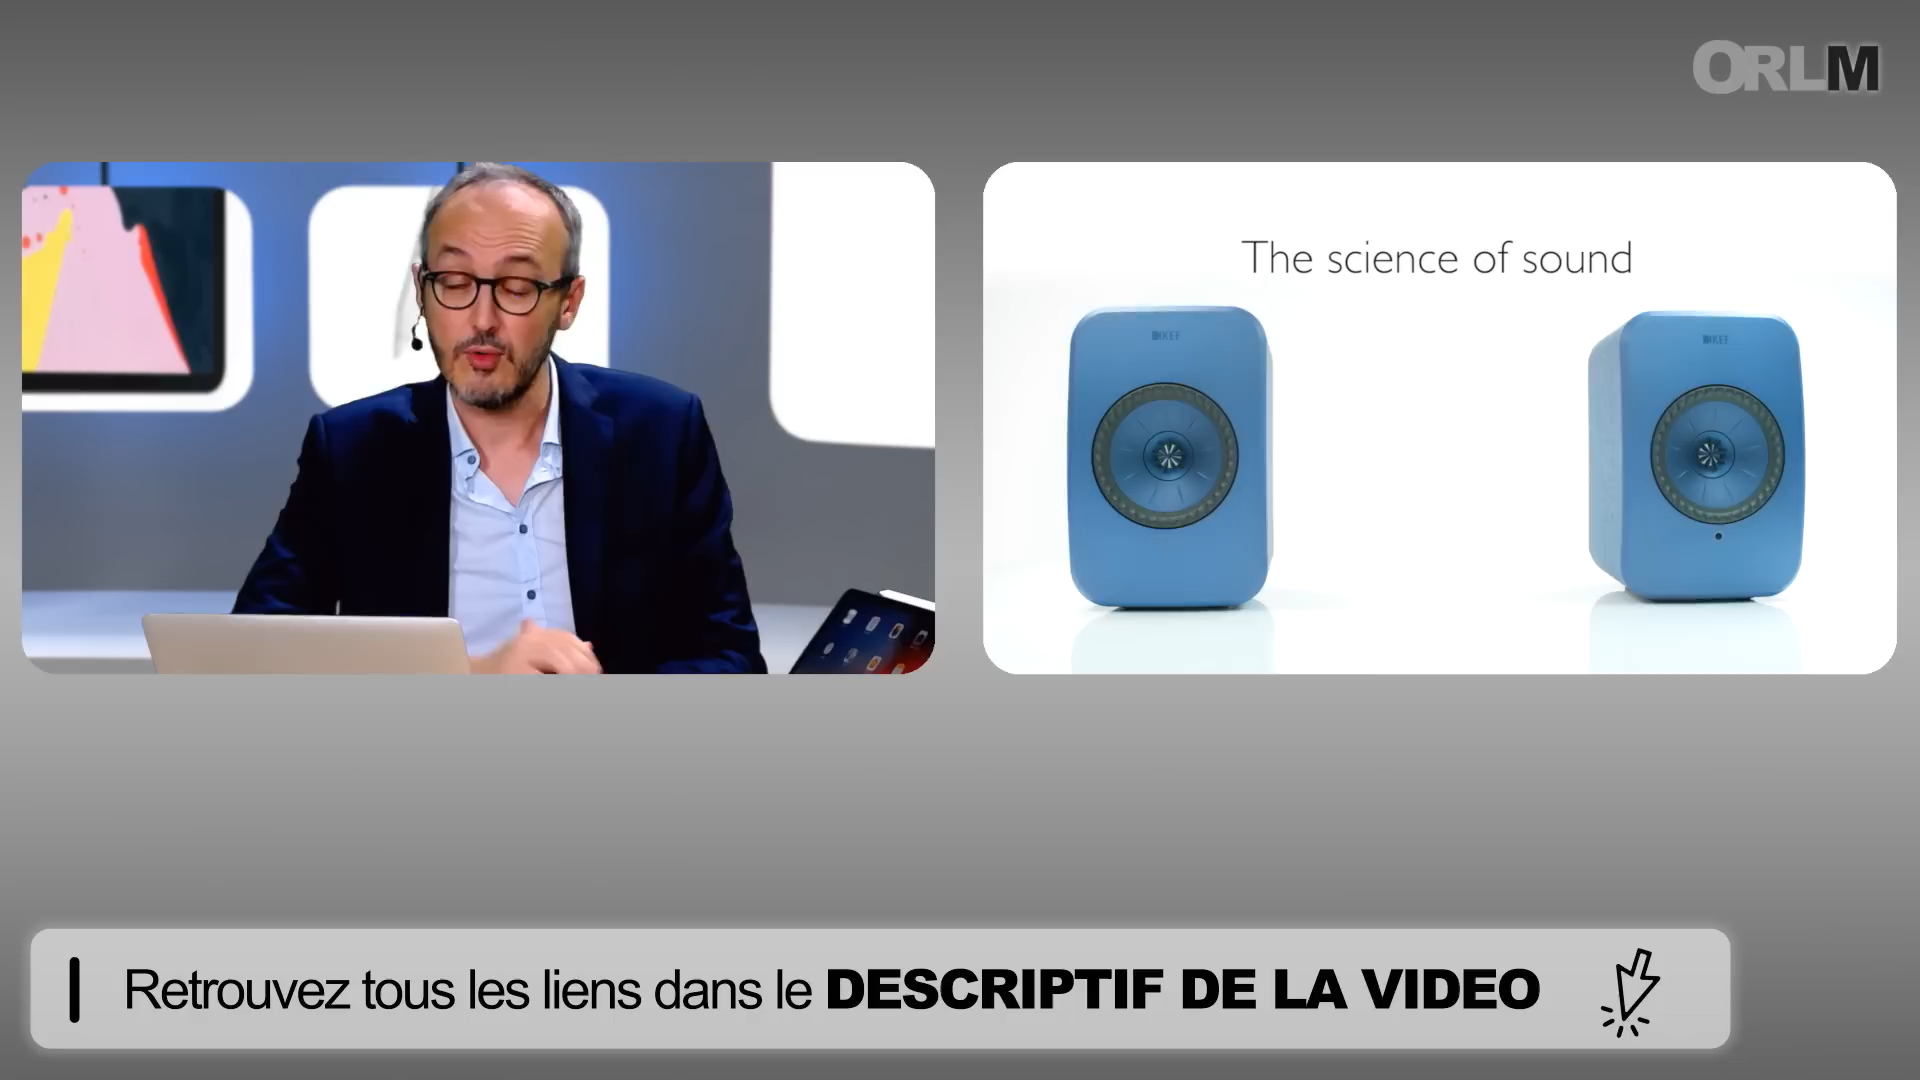 ORLM
The science of sound
KEF
KEF
Retrouvez tous les liens dans le DESCRIPTIF DE LA VIDEO